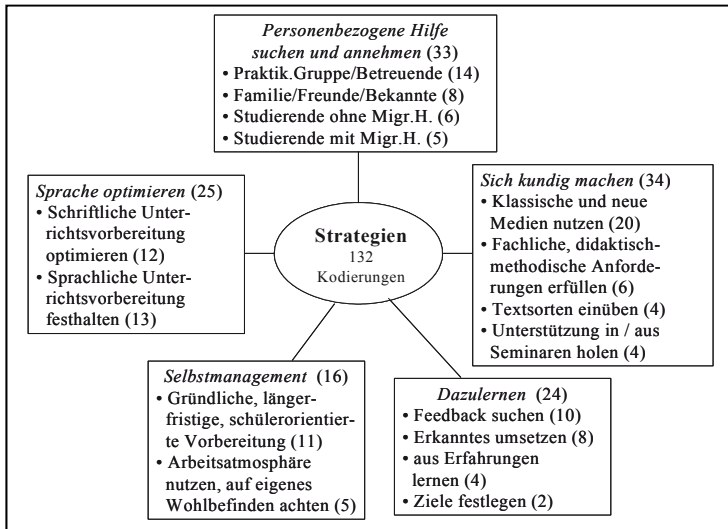 Personenbezogene Hilfe
suchen und annehmen (33)
• Praktik.Gruppe/Betreuende (14)
• Familie/Freunde/Bekannte (8)
• Studierende ohne Migr.H. (6)
• Studierende mit Migr.H. (5)
Sprache optimieren (25)
• Schriftliche Unter-
richtsvorbereitung
optimieren (12)
• Sprachliche Unter-
richtsvorbereitung
festhalten (13)
Strategien
132
Kodierungen
Sich kundig machen (34)
• Klassische und neue
Medien nutzen (20)
• Fachliche, didaktisch-
methodische Anforde-
rungen erfüllen (6)
• Textsorten einüben (4)
• Unterstützung in / aus
Seminaren holen (4)
Selbstmanagement (16)
• Gründliche, länger-
fristige, schülerorientier-
te Vorbereitung (11)
• Arbeitsatmosphäre
nutzen, auf eigenes
Wohlbefinden achten (5)
Dazulernen (24)
• Feedback suchen (10)
• Erkanntes umsetzen (8)
• aus Erfahrungen
lernen (4)
• Ziele festlegen (2)